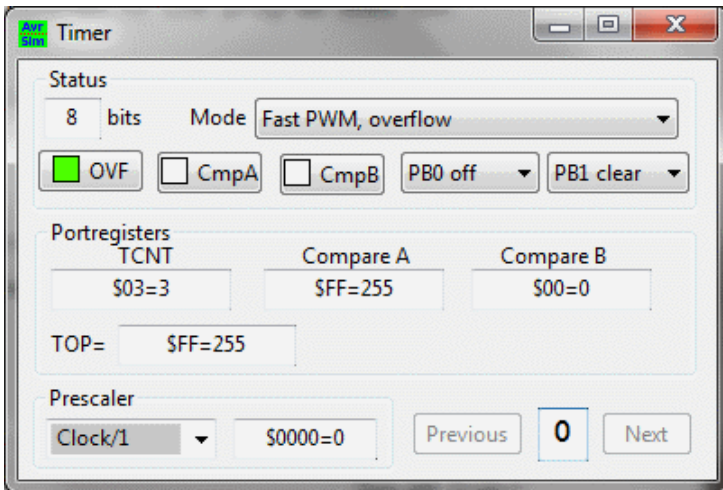 Avr
Sim
Timer
Status
8 bits Mode Fast PWM, overflow
OVF CmpA CmpB PB0 off PB1 clear
Portregisters
TCNT Compare A Compare B
$03=3 $FF=255 $00=0
TOP= $FF=255
Prescaler
Clock/1 $0000=0 Previous 0 Next